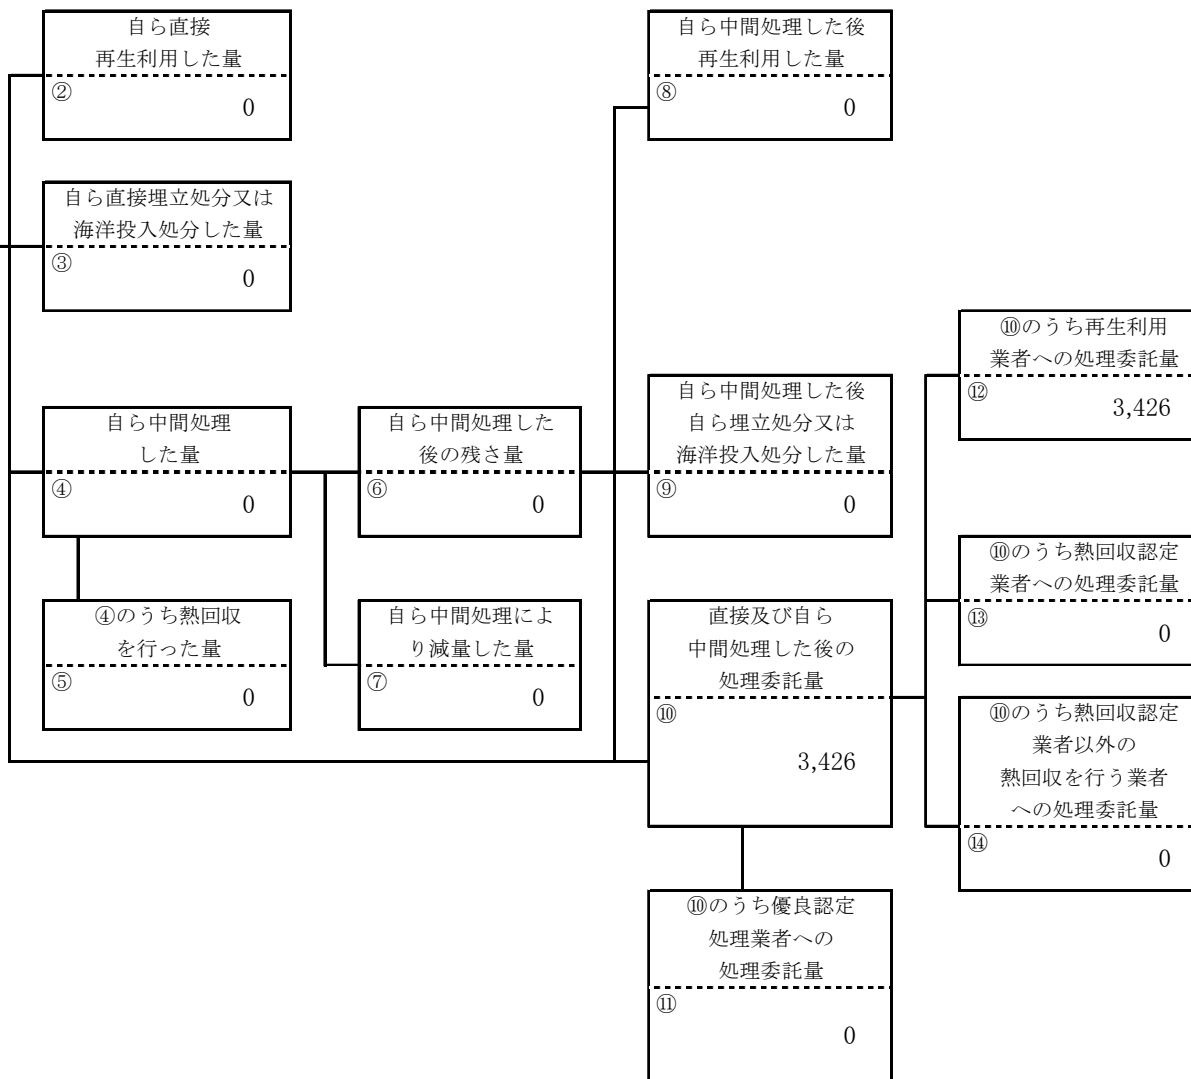 自ら直接
再生利用した量
②
0
自ら中間処理した後
再生利用した量
⑧
0
自ら直接埋立処分又は
海洋投入処分した量
③
0
⑩のうち再生利用
業者への処理委託量
⑫
3,426
自ら中間処理
した量
④
0
自ら中間処理した
後の残さ量
⑥
0
自ら中間処理した後
自ら埋立処分又は
海洋投入処分した量
⑨
0
⑩のうち熱回収認定
業者への処理委託量
⑬
0
④のうち熱回収
を行った量
⑤
0
自ら中間処理によ
り減量した量
⑦
0
直接及び自ら
中間処理した後の
処理委託量
⑩
3,426
⑩のうち熱回収認定
業者以外の
熱回収を行う業者
への処理委託量
⑭
0
⑩のうち優良認定
処理業者への
処理委託量
⑪
0